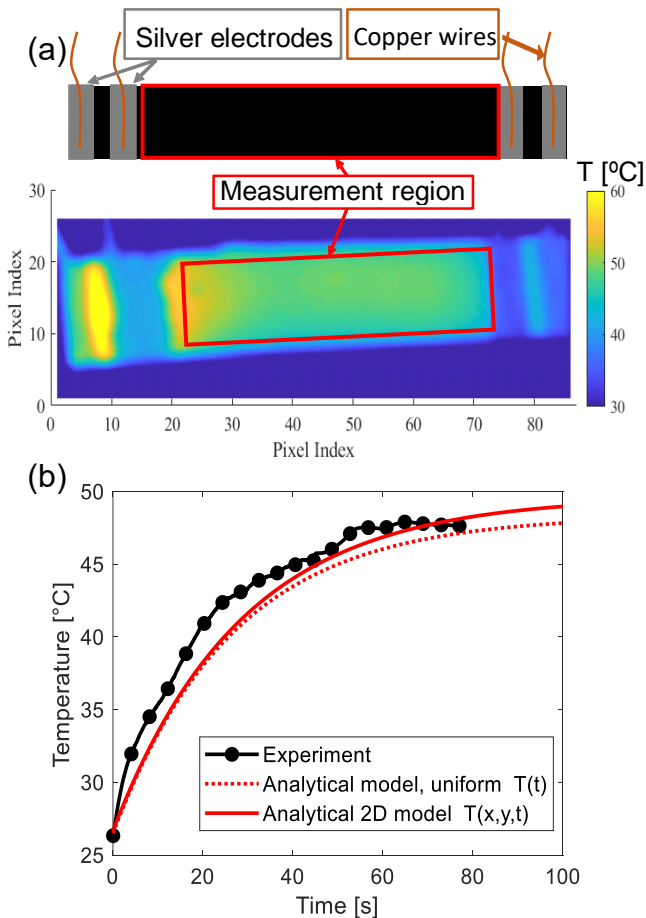 (a)
Silver electrodes
Copper wires
T [ºC]
Measurement region
30
20
10
0
Pixel Index
0 10 20 30 40 50 60 70 80
Pixel Index
60
50
40
30
(b)
50
45
40
35
30
25
Temperature [°C]
Experiment
Analytical model, uniform T(t)
Analytical 2D model T(x,y,t)
0 20 40 60 80 100
Time [s]